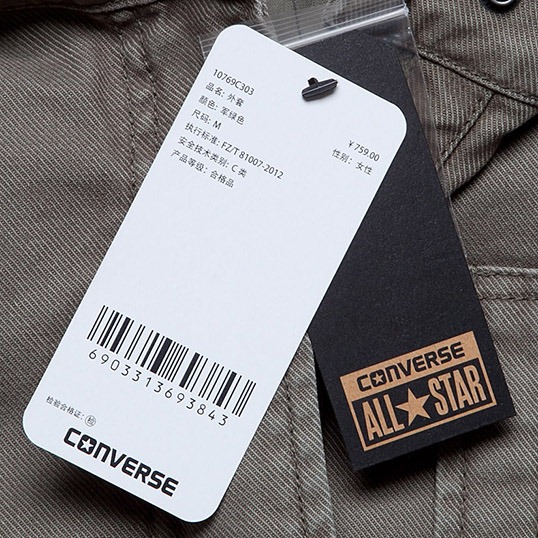 10769C303
品名: 外套
颜色: 军绿色
尺码: M
¥759.00
执行标准: FZ/T 81007-2012
性别: 女性
安全技术类别: C 类
产品等级: 合格品
6903313693843
检验合格证: 检
CONVERSE
CONVERSE
ALL STAR